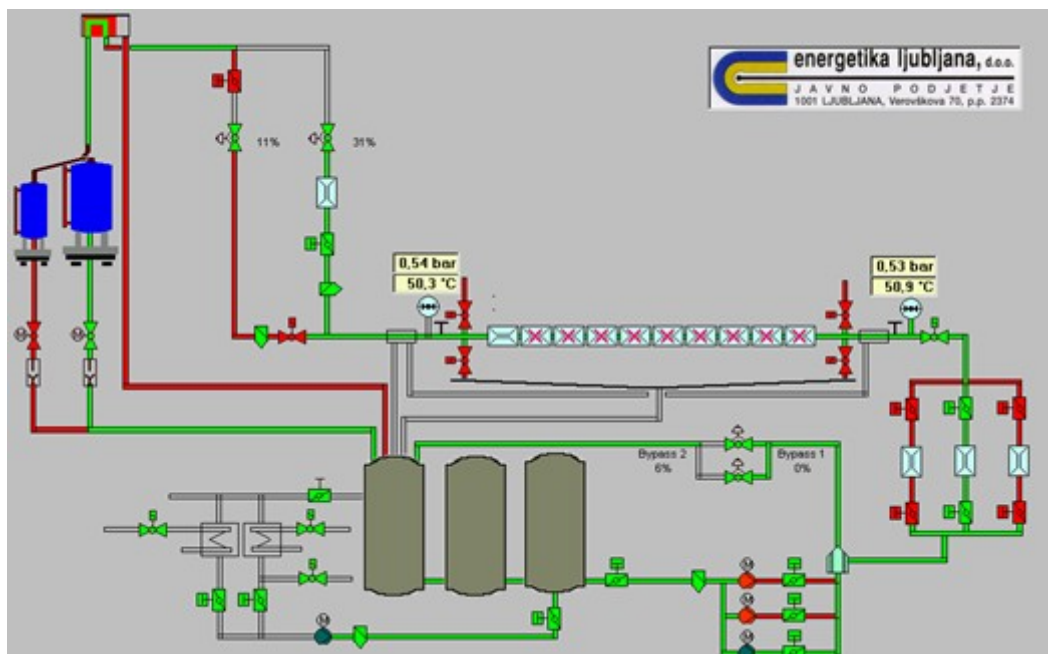 energetika ljubljana, d.o.o.
JAVNO PODJETJE
1001 LJUBLJANA, Verovškova 70, p.p. 2374
11%
31%
0,54 bar
50,3 °C
0,53 bar
50,9 °C
Bypass 2
6%
Bypass 1
0%
M
M
S
S
S
S
S
M
M
M
M